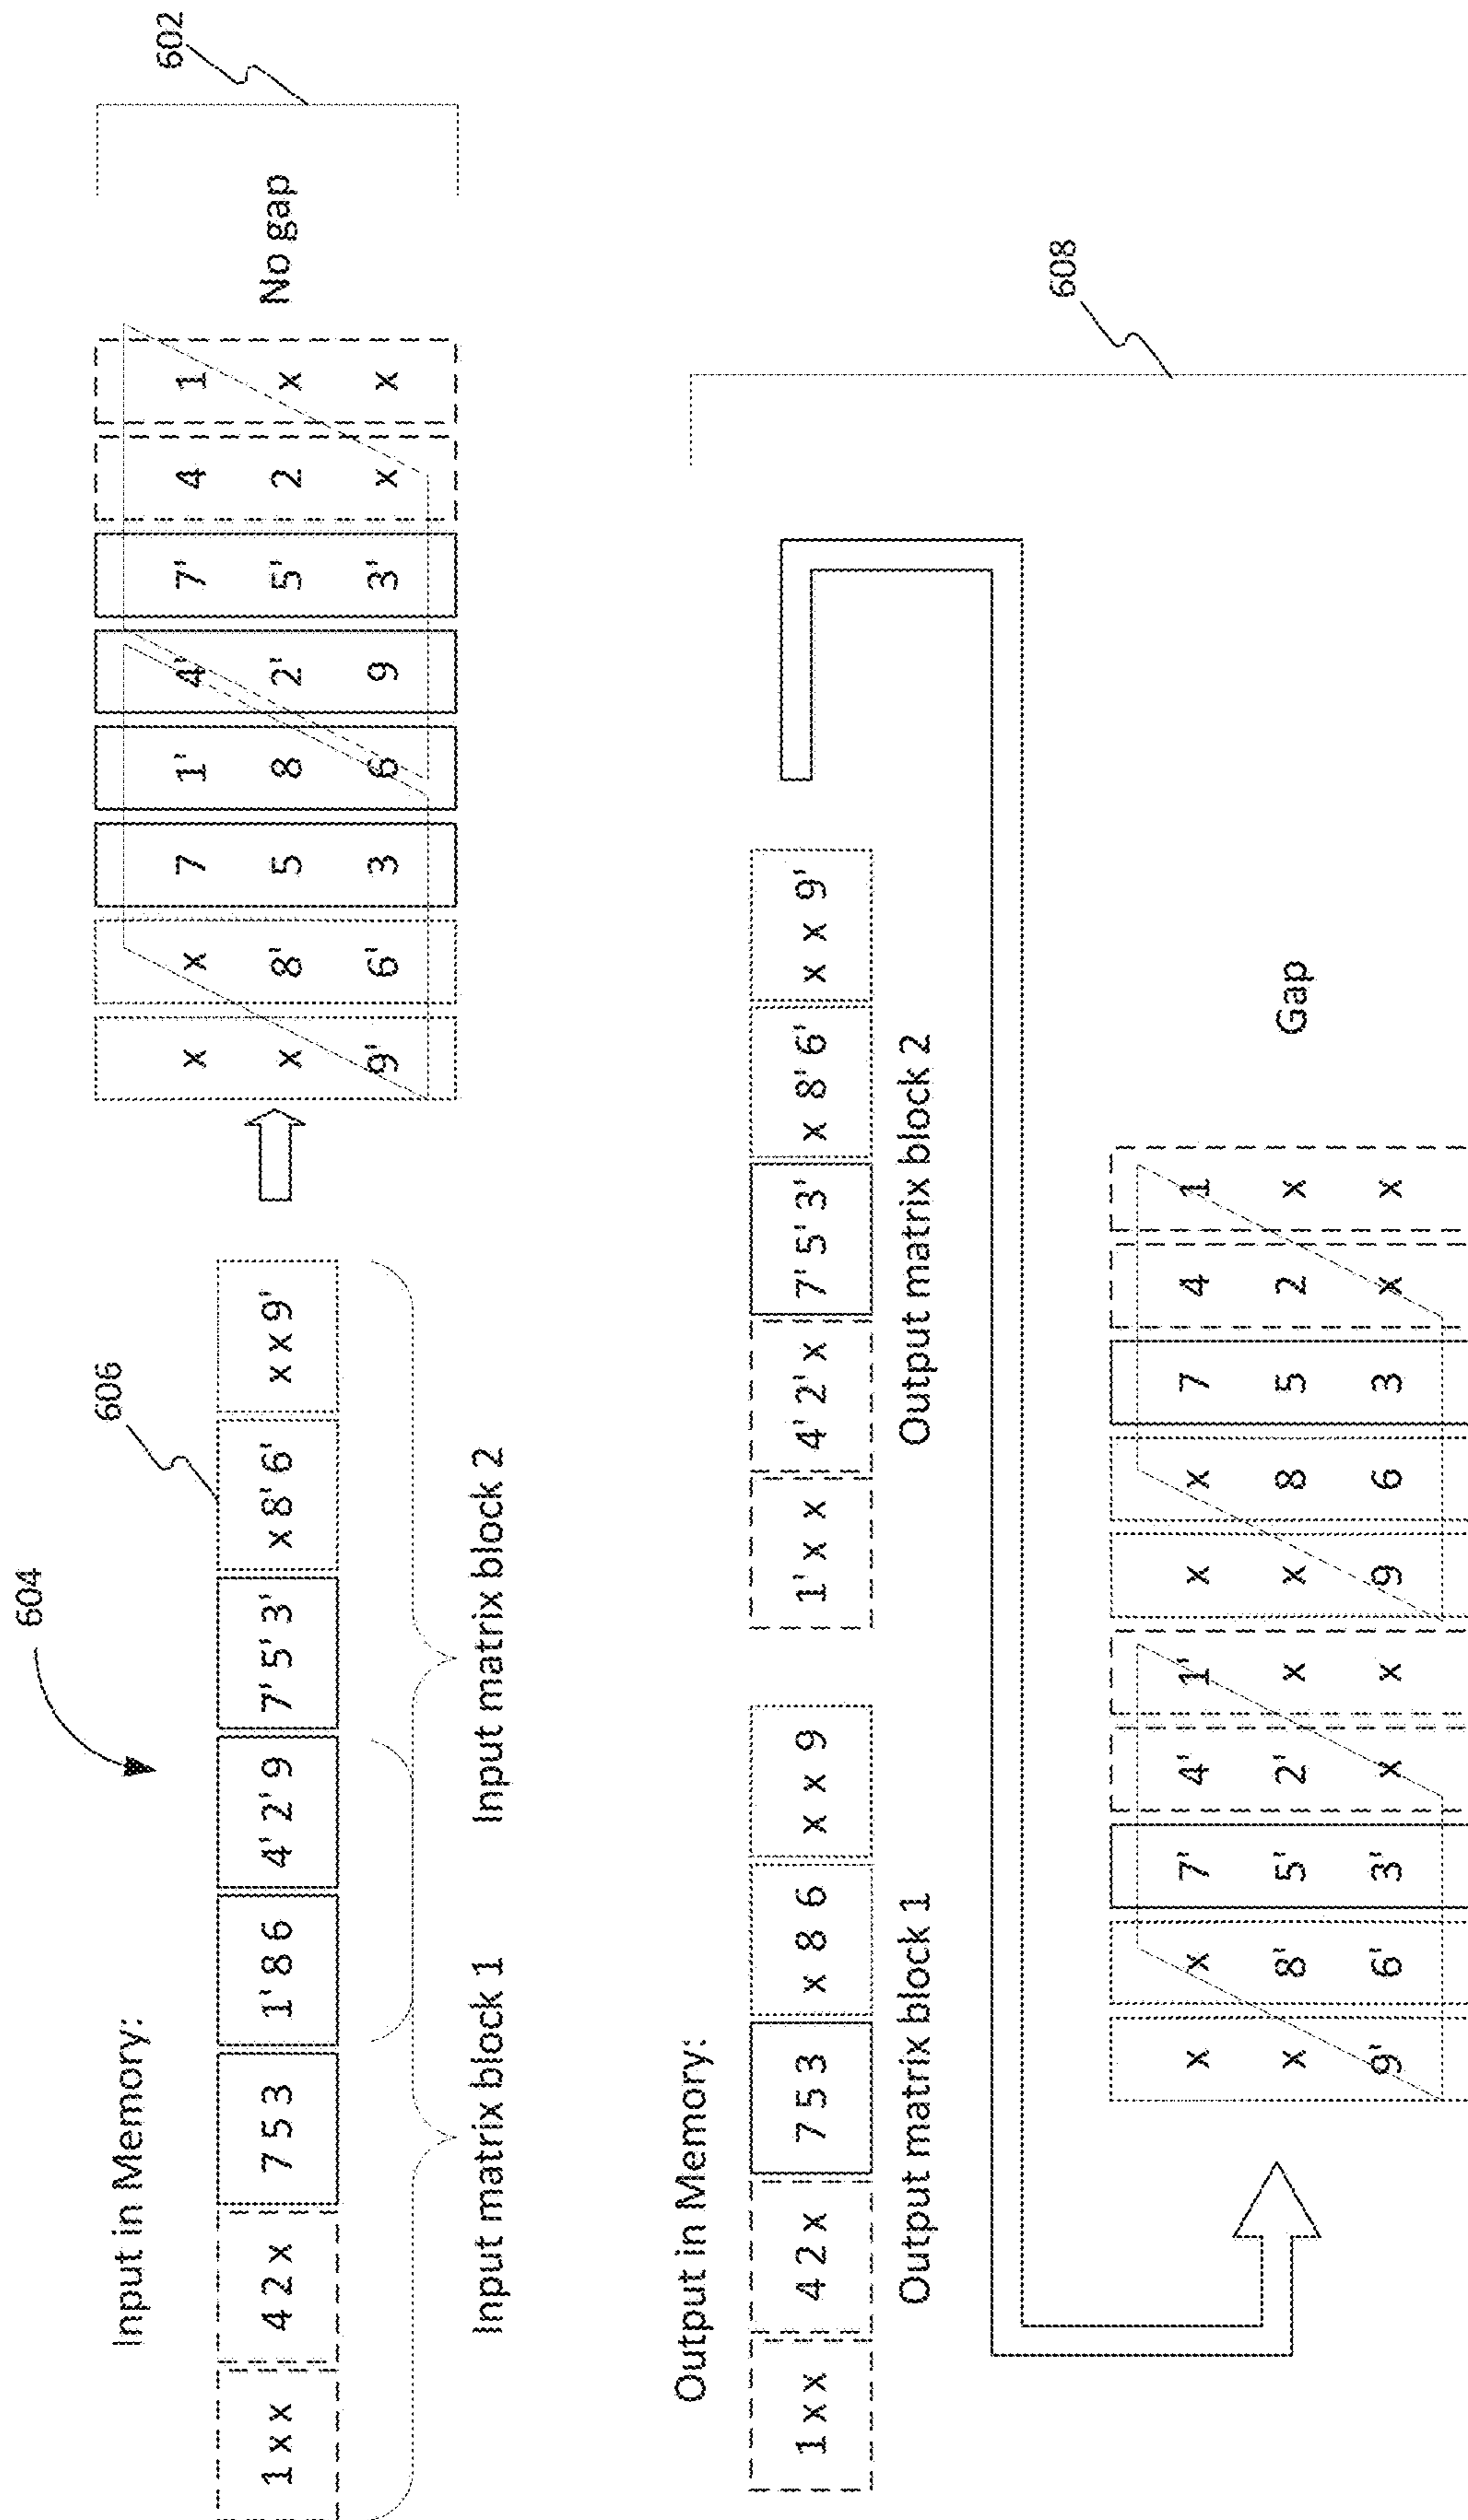 604
606
602
Input in Memory:
1 x x 4 2 x 7 5 3 1' 8 6 4' 2' 9 7' 5' 3' x 8' 6' x x 9'
Input matrix block 1
Input matrix block 2
x x 7 1' 4' 7' 4 1
x 8' 5 8 2' 5' 2 x
9' 6' 3 6 9 3' x x
No gap
Output in Memory:
1 x x 4 2 x 7 5 3 x 8 6 x x 9
1' x x 4' 2' x 7' 5' 3' x 8' 6' x x 9'
Output matrix block 1
Output matrix block 2
608
x x 7' 4' 1' x x 7 4 1
x 8' 5' 2' x x 8 5 2 x
9' 6' 3' x x 9 6 3 x x
Gap